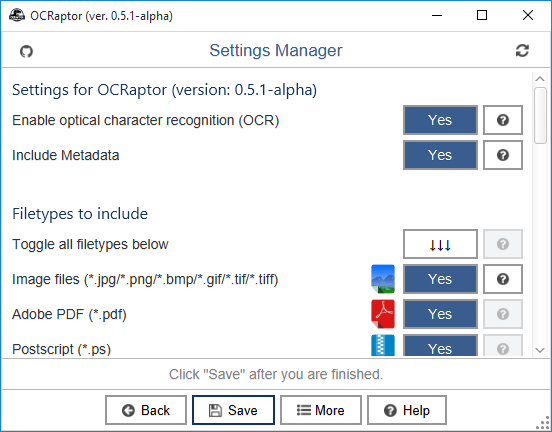 OCRaptor (ver. 0.5.1-alpha)
Settings Manager
Settings for OCRaptor (version: 0.5.1-alpha)
Enable optical character recognition (OCR) Yes
Include Metadata Yes
Filetypes to include
Toggle all filetypes below ↓↓↓
Image files (*.jpg/*.png/*.bmp/*.gif/*.tif/*.tiff) Yes
Adobe PDF (*.pdf) Yes
Postscript (*.ps) Yes
Click "Save" after you are finished.
Back Save More Help